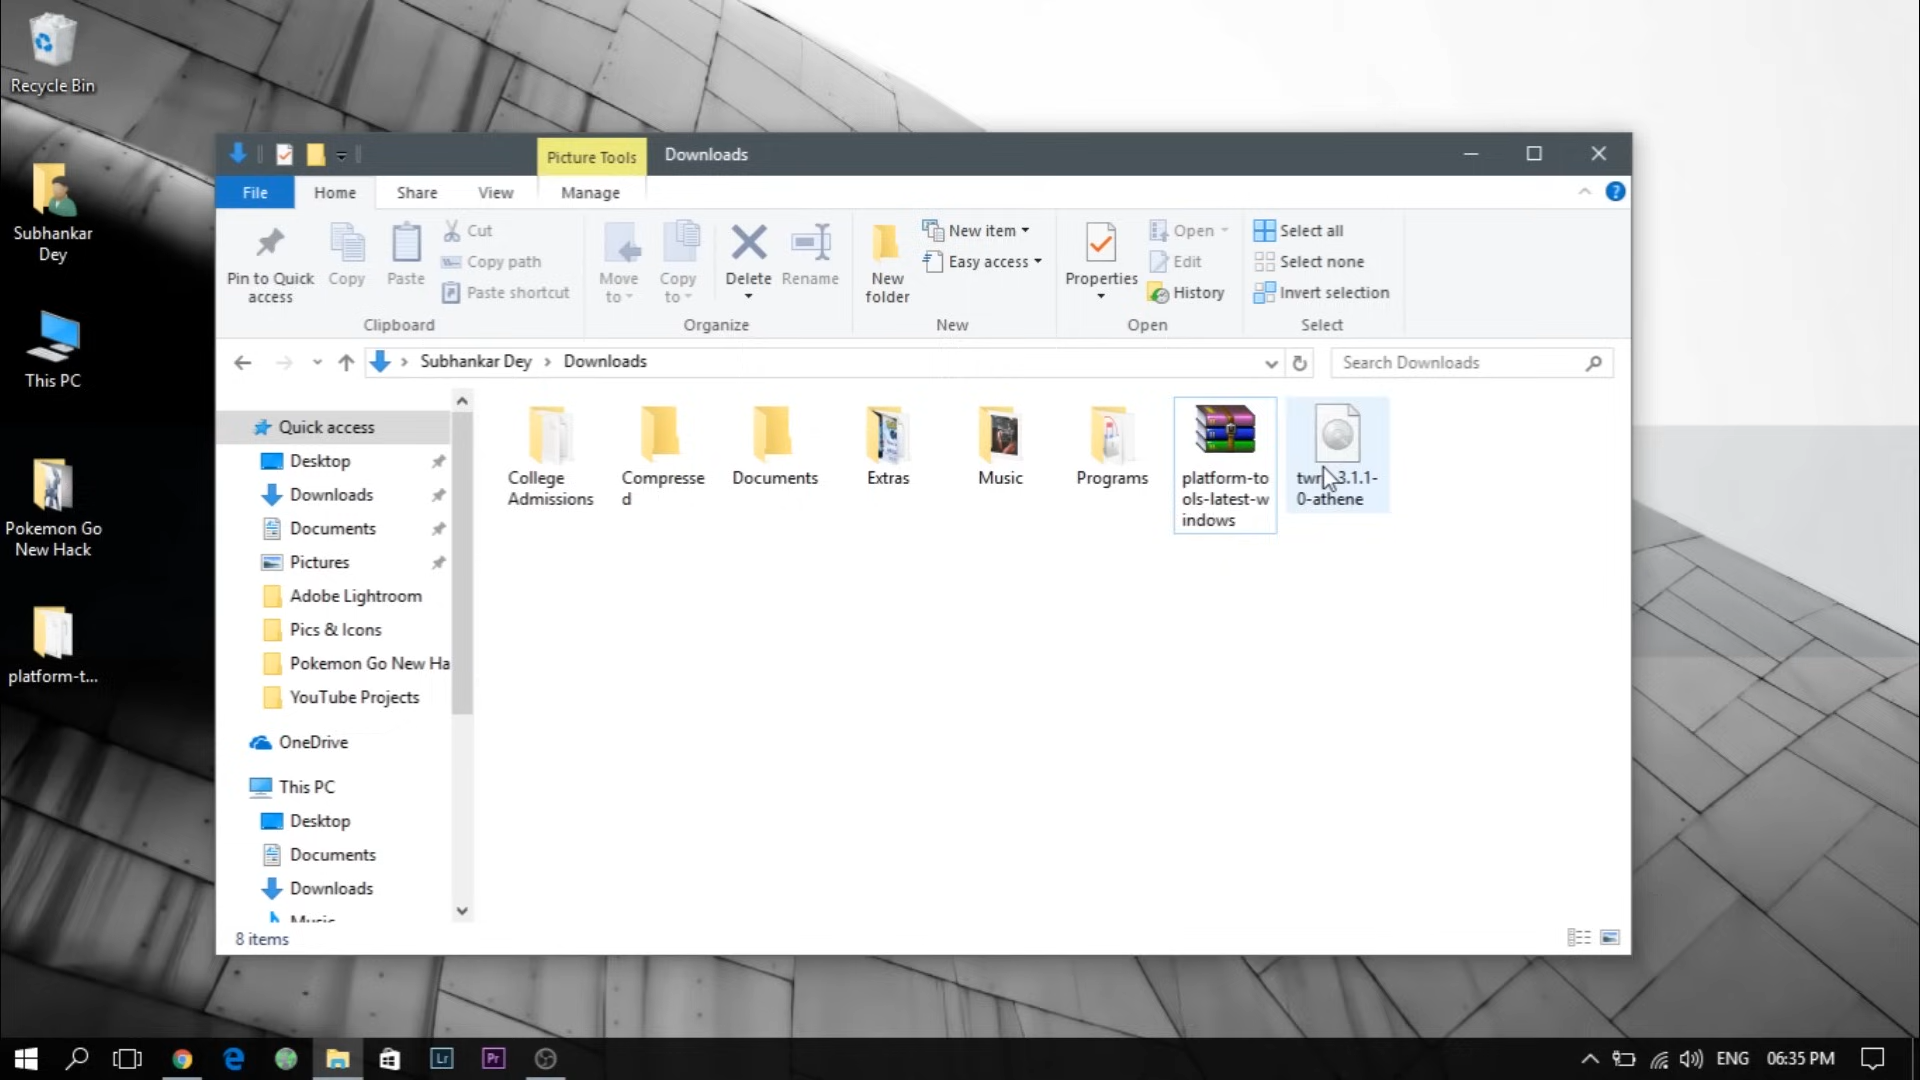 Recycle Bin
Subhankar
Dey
This PC
Pokemon Go
New Hack
platform-t...
Picture Tools
Downloads
File
Home
Share
View
Manage
Pin to Quick
access
Copy
Paste
Cut
Copy path
Paste shortcut
Clipboard
Move
to
Copy
to
Delete
Rename
Organize
New
folder
New item
Easy access
New
Properties
Open
Edit
History
Open
Select all
Select none
Invert selection
Select
Subhankar Dey > Downloads
Search Downloads
Quick access
Desktop
Downloads
Documents
Pictures
Adobe Lightroom
Pics & Icons
Pokemon Go New Ha
YouTube Projects
OneDrive
This PC
Desktop
Documents
Downloads
Music
College
Admissions
Compresse
d
Documents
Extras
Music
Programs
platform-to
ols-latest-w
indows
3.1.1-
0-athene
8 items
Lr
Pr
ENG
06:35 PM